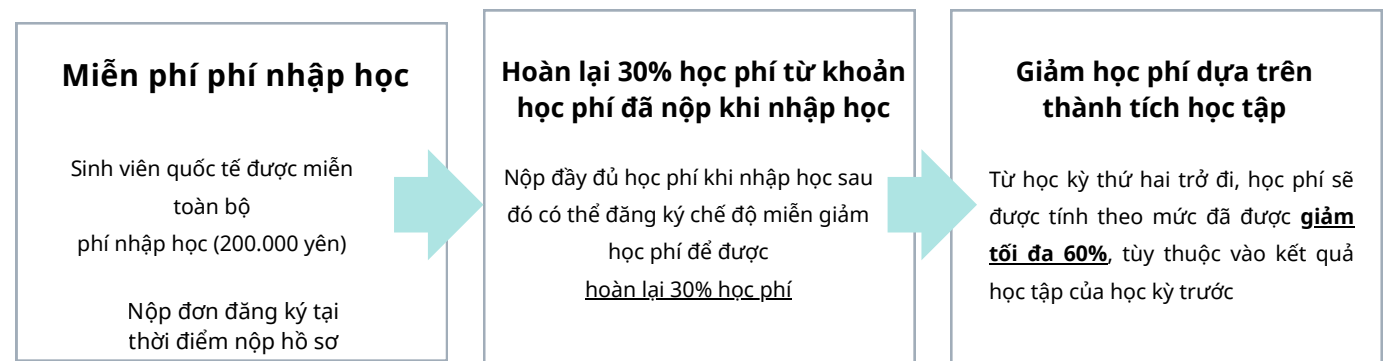 Miễn phí phí nhập học
Sinh viên quốc tế được miễn
toàn bộ
phí nhập học (200.000 yên)
Nộp đơn đăng ký tại
thời điểm nộp hồ sơ
Hoàn lại 30% học phí từ khoản
học phí đã nộp khi nhập học
Nộp đầy đủ học phí khi nhập học sau
đó có thể đăng ký chế độ miễn giảm
học phí để được
hoàn lại 30% học phí
Giảm học phí dựa trên
thành tích học tập
Từ học kỳ thứ hai trở đi, học phí sẽ
được tính theo mức đã được giảm
tối đa 60%, tùy thuộc vào kết quả
học tập của học kỳ trước